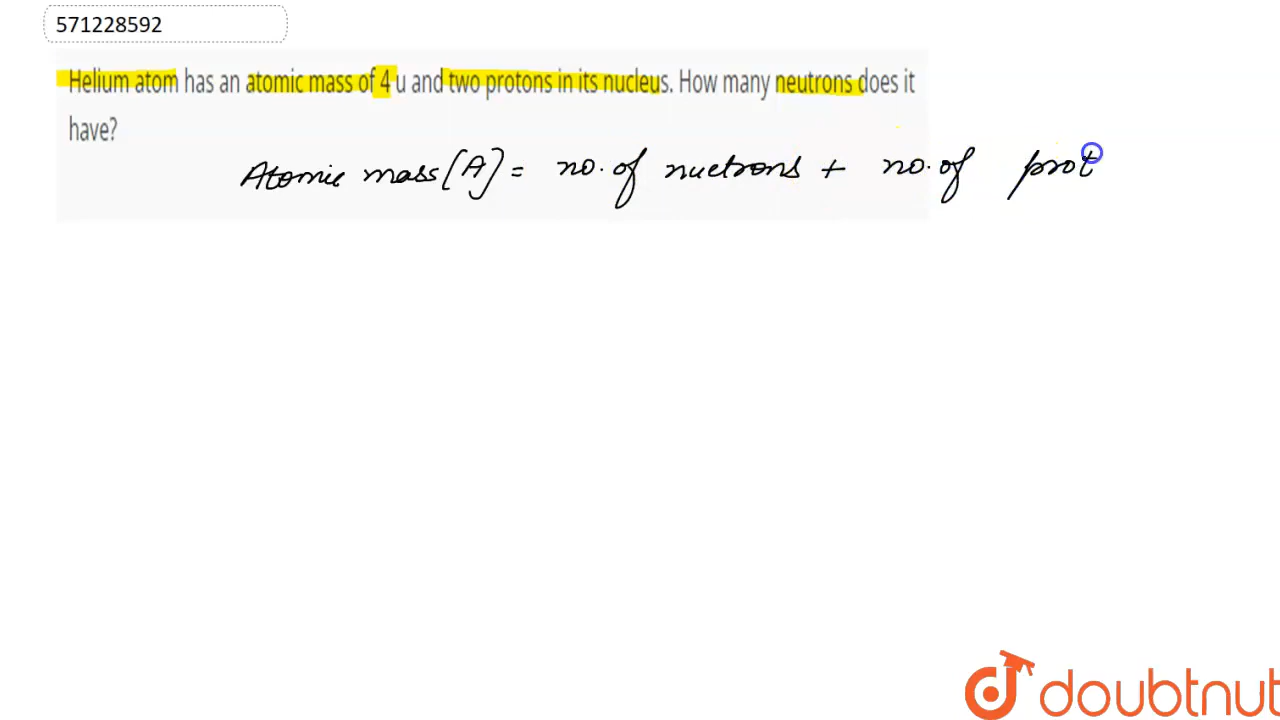 571228592
Helium atom has an atomic mass of 4 u and two protons in its nucleus. How many neutrons does it
have?
Atomic mass [A] = no. of nuetrons + no. of prot
doubtnut